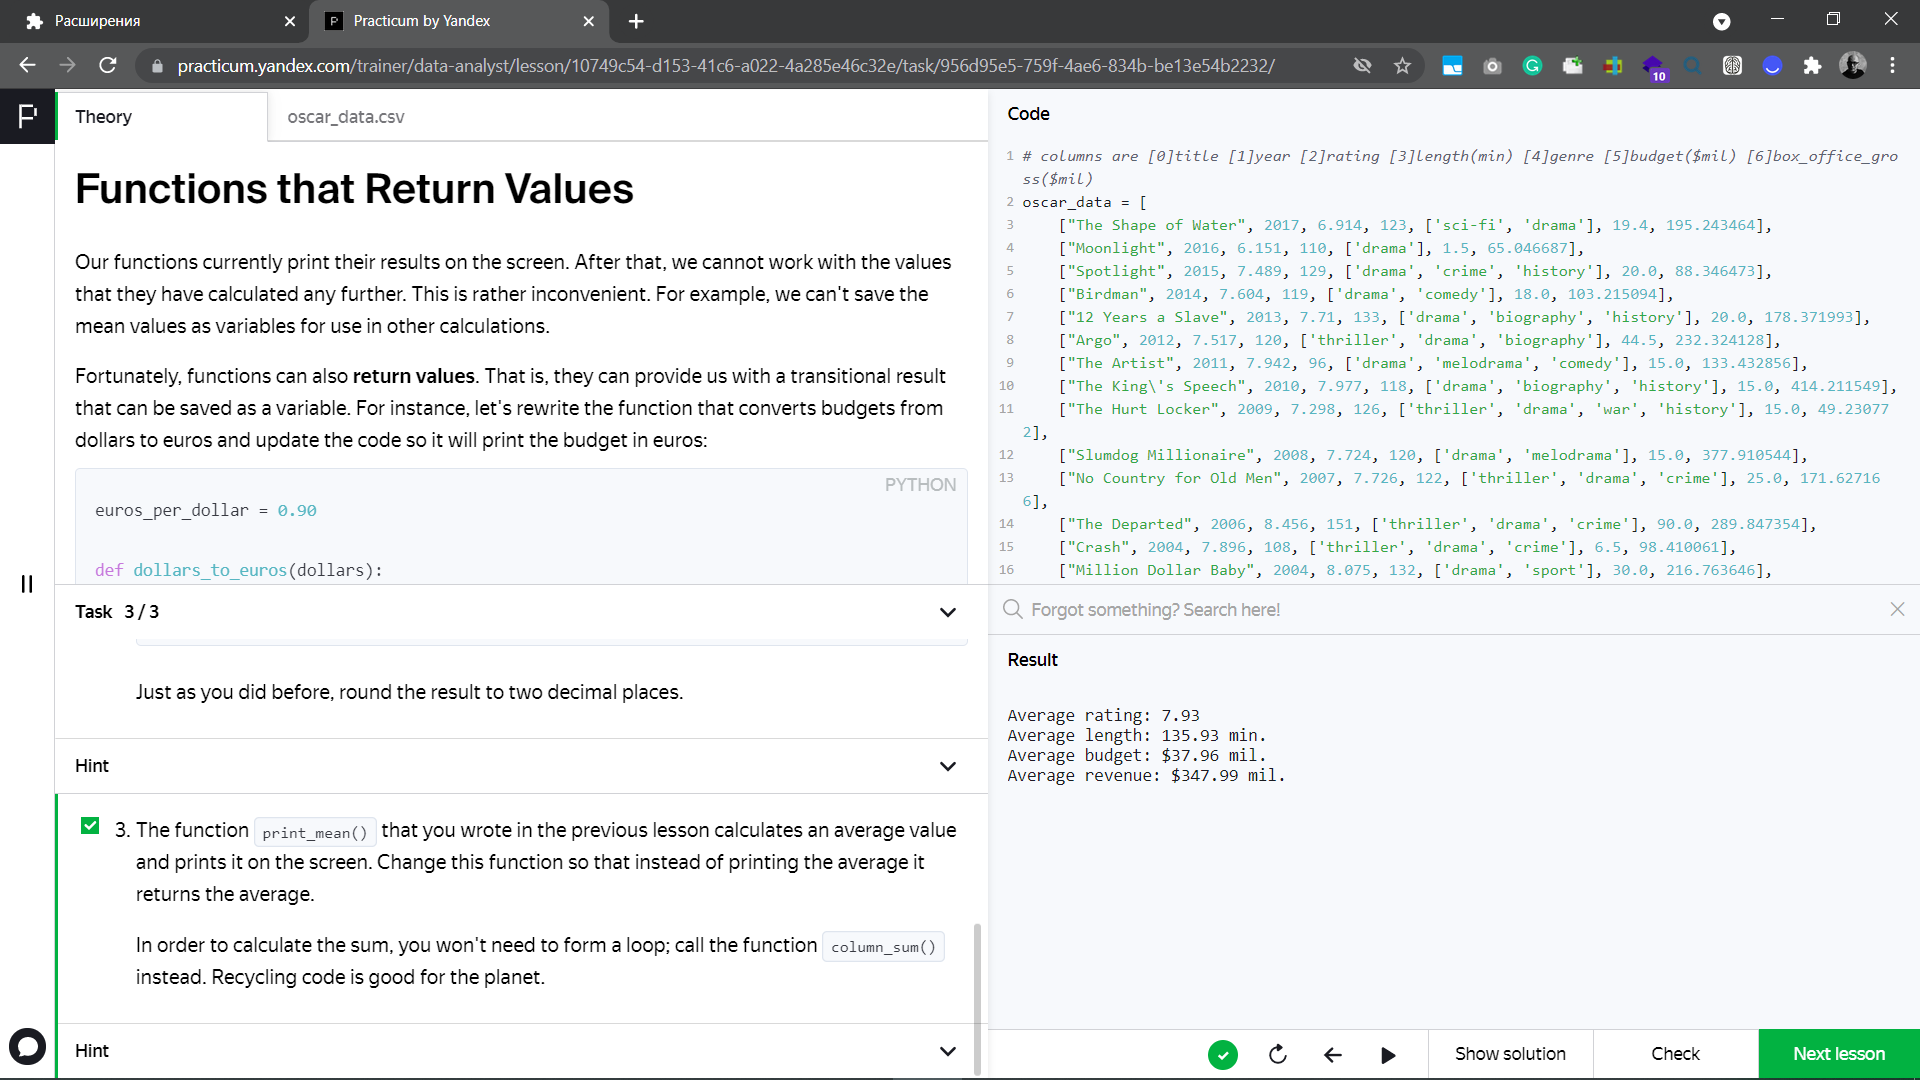 Расширения
Practicum by Yandex
practicum.yandex.com/trainer/data-analyst/lesson/10749c54-d153-41c6-a022-4a285e46c32e/task/956d95e5-759f-4ae6-834b-be13e54b2232/
10
Theory
oscar_data.csv
Functions that Return Values
Our functions currently print their results on the screen. After that, we cannot work with the values
that they have calculated any further. This is rather inconvenient. For example, we can't save the
mean values as variables for use in other calculations.
Fortunately, functions can also return values. That is, they can provide us with a transitional result
that can be saved as a variable. For instance, let's rewrite the function that converts budgets from
dollars to euros and update the code so it will print the budget in euros:
PYTHON
euros_per_dollar = 0.90
def dollars_to_euros(dollars):
Task 3 / 3
Just as you did before, round the result to two decimal places.
Hint
3. The function print_mean() that you wrote in the previous lesson calculates an average value
and prints it on the screen. Change this function so that instead of printing the average it
returns the average.
In order to calculate the sum, you won't need to form a loop; call the function column_sum()
instead. Recycling code is good for the planet.
Hint
Code
1 # columns are [0]title [1]year [2]rating [3]length(min) [4]genre [5]budget($mil) [6]box_office_gro
ss($mil)
2 oscar_data = [
3 ["The Shape of Water", 2017, 6.914, 123, ['sci-fi', 'drama'], 19.4, 195.243464],
4 ["Moonlight", 2016, 6.151, 110, ['drama'], 1.5, 65.046687],
5 ["Spotlight", 2015, 7.489, 129, ['drama', 'crime', 'history'], 20.0, 88.346473],
6 ["Birdman", 2014, 7.604, 119, ['drama', 'comedy'], 18.0, 103.215094],
7 ["12 Years a Slave", 2013, 7.71, 133, ['drama', 'biography', 'history'], 20.0, 178.371993],
8 ["Argo", 2012, 7.517, 120, ['thriller', 'drama', 'biography'], 44.5, 232.324128],
9 ["The Artist", 2011, 7.942, 96, ['drama', 'melodrama', 'comedy'], 15.0, 133.432856],
10 ["The King\'s Speech", 2010, 7.977, 118, ['drama', 'biography', 'history'], 15.0, 414.211549],
11 ["The Hurt Locker", 2009, 7.298, 126, ['thriller', 'drama', 'war', 'history'], 15.0, 49.23077
2],
12 ["Slumdog Millionaire", 2008, 7.724, 120, ['drama', 'melodrama'], 15.0, 377.910544],
13 ["No Country for Old Men", 2007, 7.726, 122, ['thriller', 'drama', 'crime'], 25.0, 171.62716
6],
14 ["The Departed", 2006, 8.456, 151, ['thriller', 'drama', 'crime'], 90.0, 289.847354],
15 ["Crash", 2004, 7.896, 108, ['thriller', 'drama', 'crime'], 6.5, 98.410061],
16 ["Million Dollar Baby", 2004, 8.075, 132, ['drama', 'sport'], 30.0, 216.763646],
Forgot something? Search here!
Result
Average rating: 7.93
Average length: 135.93 min.
Average budget: $37.96 mil.
Average revenue: $347.99 mil.
Show solution
Check
Next lesson